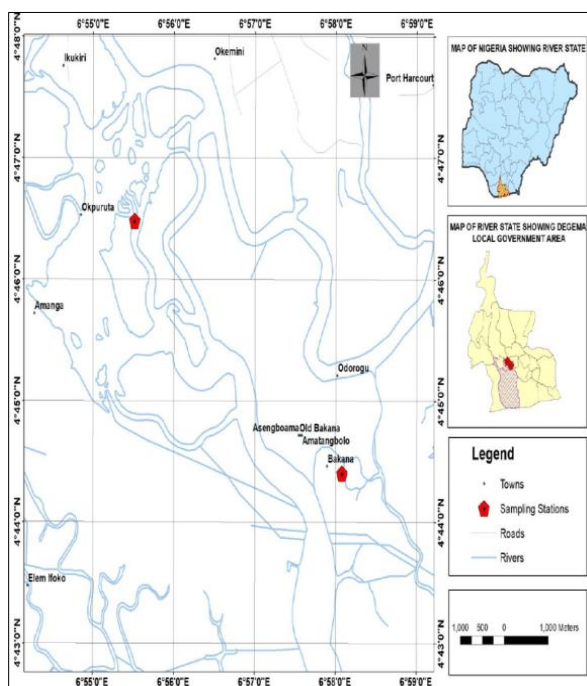 6°55'0"E 6°56'0"E 6°57'0"E 6°58'0"E 6°59'0"E
4°48'0"N
4°47'0"N
4°46'0"N
4°45'0"N
4°44'0"N
4°43'0"N
Ikukiri
Okemini
N
Port Harcourt
Okpuruta
Amanga
Odorogu
Asengboama Old Bakana
Amatangbolo
Bakana
Elem Ifoko
4°48'0"N
4°47'0"N
4°46'0"N
4°45'0"N
4°44'0"N
4°43'0"N
6°55'0"E 6°56'0"E 6°57'0"E 6°58'0"E 6°59'0"E
MAP OF NIGERIA SHOWING RIVER STATE
MAP OF RIVER STATE SHOWING DEGEMA
LOCAL GOVERNMENT AREA
Legend
Towns
Sampling Stations
Roads
Rivers
1,000 500 0 1,000 Meters